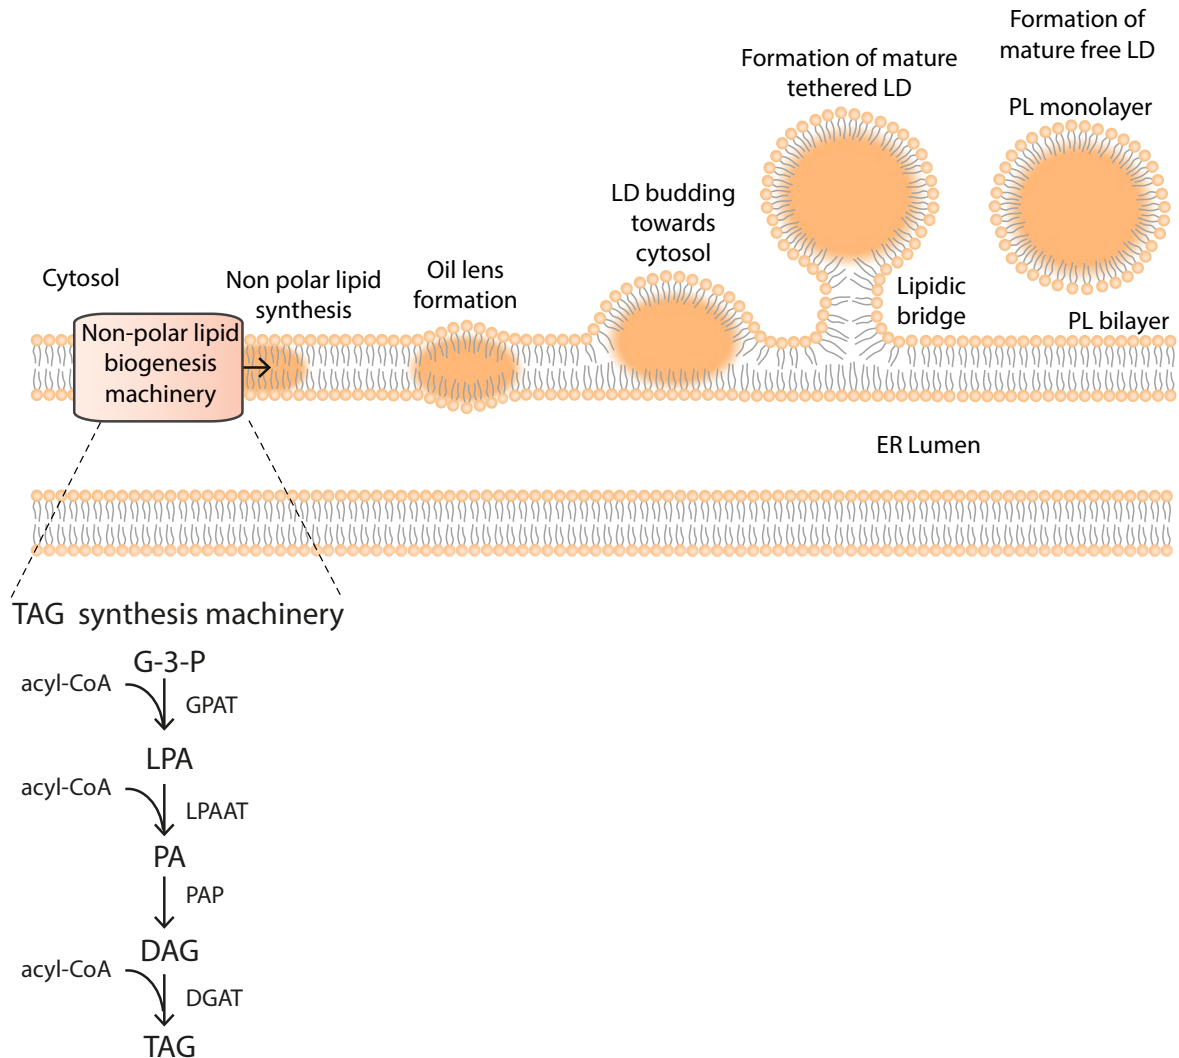 Formation of
mature free LD
Formation of mature
tethered LD
PL monolayer
LD budding
towards
cytosol
Cytosol
Non polar lipid
synthesis
Oil lens
formation
Lipidic
bridge
PL bilayer
Non-polar lipid
biogenesis
machinery
ER Lumen
TAG synthesis machinery
G-3-P
acyl-CoA
GPAT
LPA
acyl-CoA
LPAAT
PA
PAP
DAG
acyl-CoA
DGAT
TAG